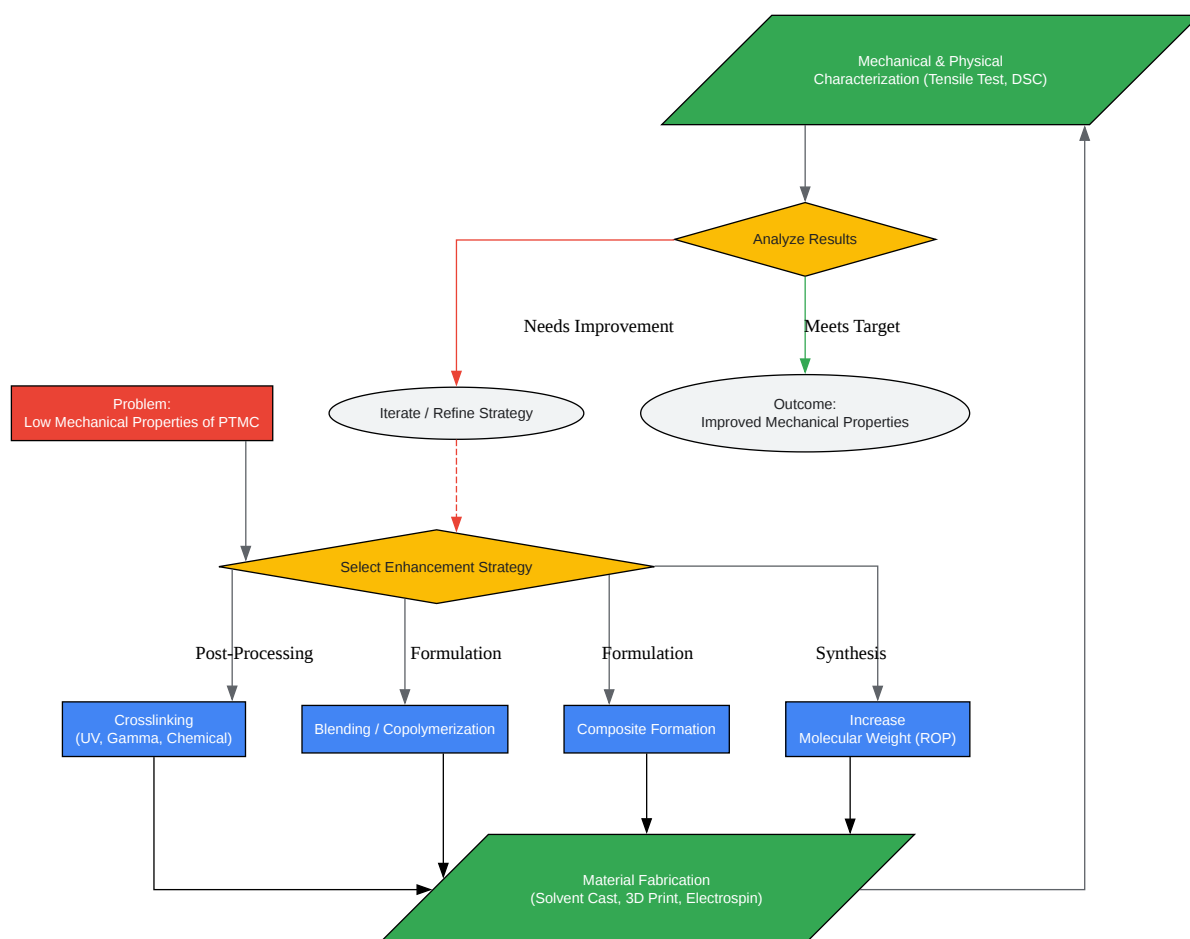 Mechanical & Physical
Characterization (Tensile Test, DSC)
Analyze Results
Needs Improvement
Meets Target
Problem:
Low Mechanical Properties of PTMC
Iterate / Refine Strategy
Outcome:
Improved Mechanical Properties
Select Enhancement Strategy
Post-Processing
Formulation
Formulation
Synthesis
Crosslinking
(UV, Gamma, Chemical)
Blending / Copolymerization
Composite Formation
Increase
Molecular Weight (ROP)
Material Fabrication
(Solvent Cast, 3D Print, Electrospin)